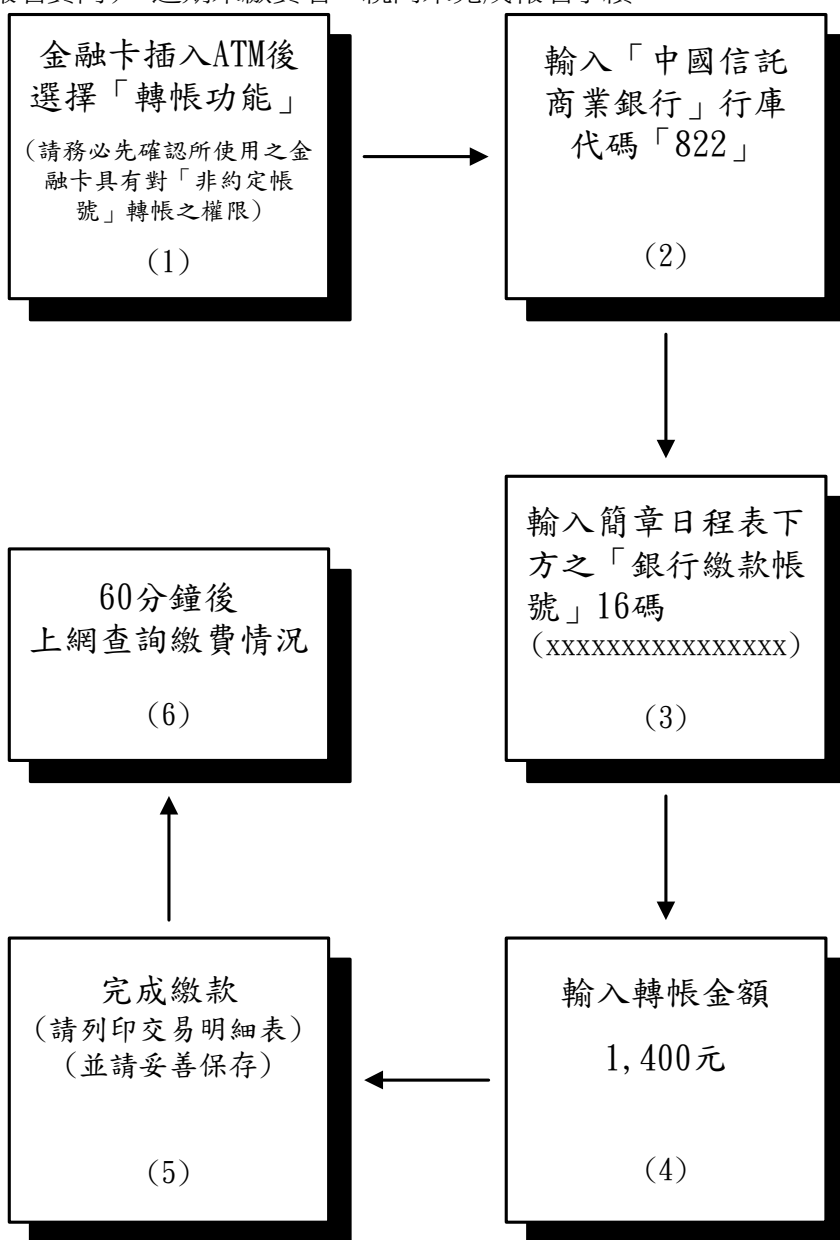 金融卡插入ATM後
選擇「轉帳功能」
(請務必先確認所使用之金
融卡具有對「非約定帳
號」轉帳之權限)
(1)
輸入「中國信託
商業銀行」行庫
代碼「822」
(2)
輸入簡章日程表下
方之「銀行繳款帳
號」16碼
(xxxxxxxxxxxxxxxx)
(3)
輸入轉帳金額
1,400元
(4)
完成繳款
(請列印交易明細表)
(並請妥善保存)
(5)
60分鐘後
上網查詢繳費情況
(6)